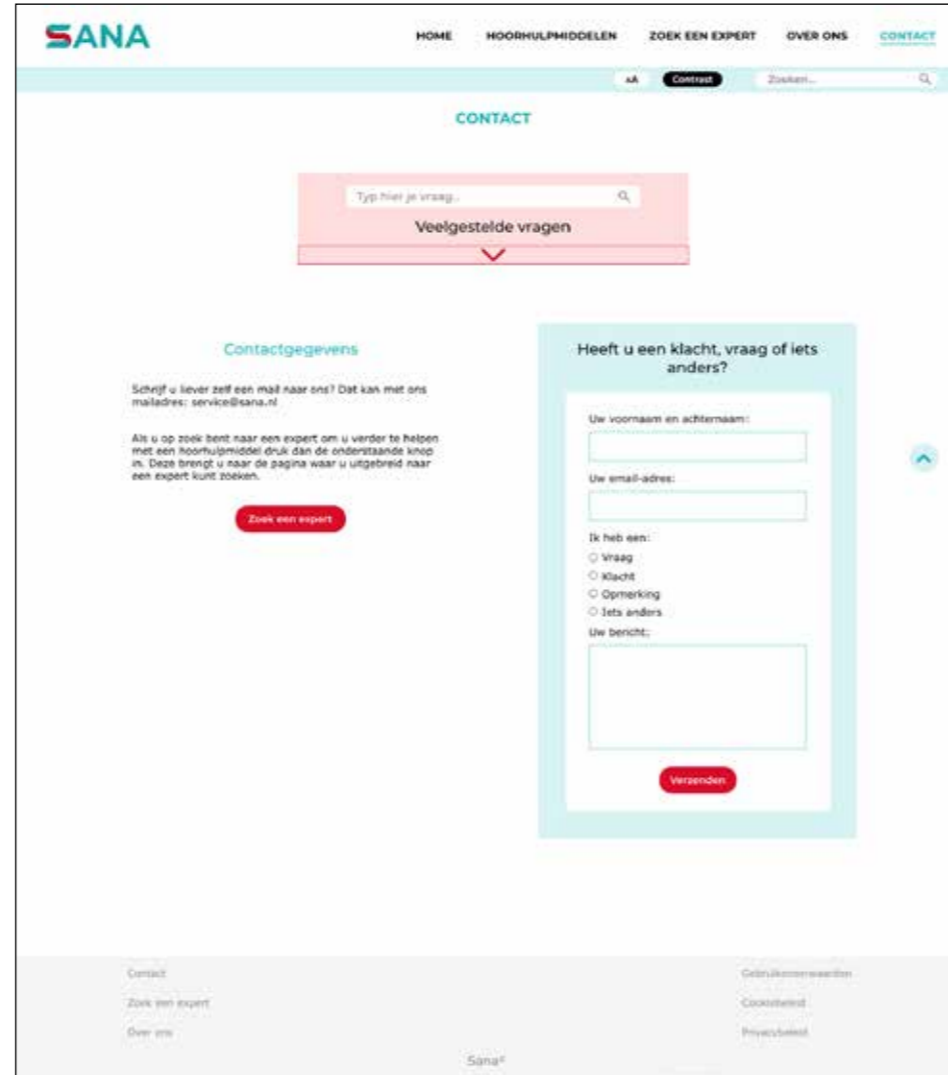 SANA
HOME HOORHULPMIDDELEN ZOEK EEN EXPERT OVER ONS CONTACT
AA Contrast Zoeken...
CONTACT
Typ hier je vraag..
Veelgestelde vragen
Contactgegevens
Schrijf u liever zelf een mail naar ons? Dat kan met ons
mailadres: service@sana.nl
Als u op zoek bent naar een expert om u verder te helpen
met een hoorhulpmiddel druk dan de onderstaande knop
in. Deze brengt u naar de pagina waar u uitgebreid naar
een expert kunt zoeken.
Zoek een expert
Heeft u een klacht, vraag of iets
anders?
Uw voornaam en achternaam:
Uw email-adres:
Ik heb een:
Vraag
Klacht
Opmerking
Iets anders
Uw bericht:
Verzenden
Contact
Zoek een expert
Over ons
Gebruikersvoorwaarden
Cookiebeleid
Privacybeleid
Sana®